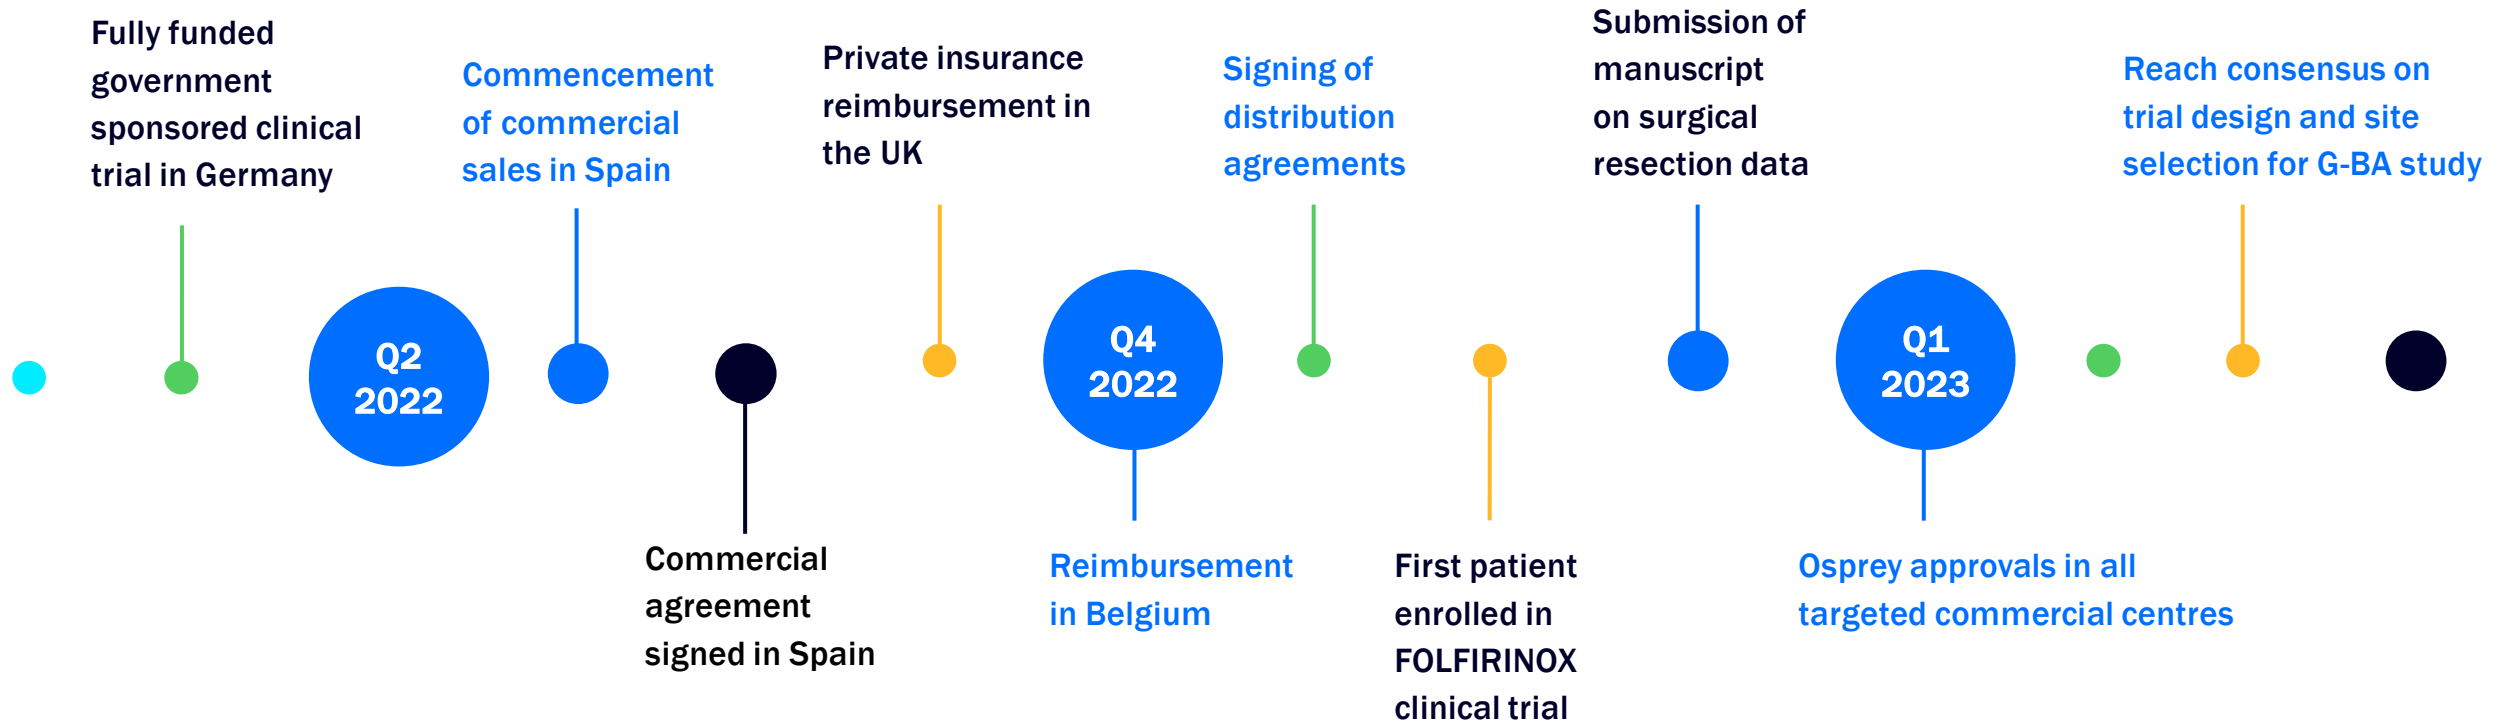 Fully funded
government
sponsored clinical
trial in Germany
Q2
2022
Commencement
of commercial
sales in Spain
Commercial
agreement
signed in Spain
Private insurance
reimbursement in
the UK
Q4
2022
Reimbursement
in Belgium
Signing of
distribution
agreements
First patient
enrolled in
FOLFIRINOX
clinical trial
Submission of
manuscript
on surgical
resection data
Q1
2023
Osprey approvals in all
targeted commercial centres
Reach consensus on
trial design and site
selection for G-BA study